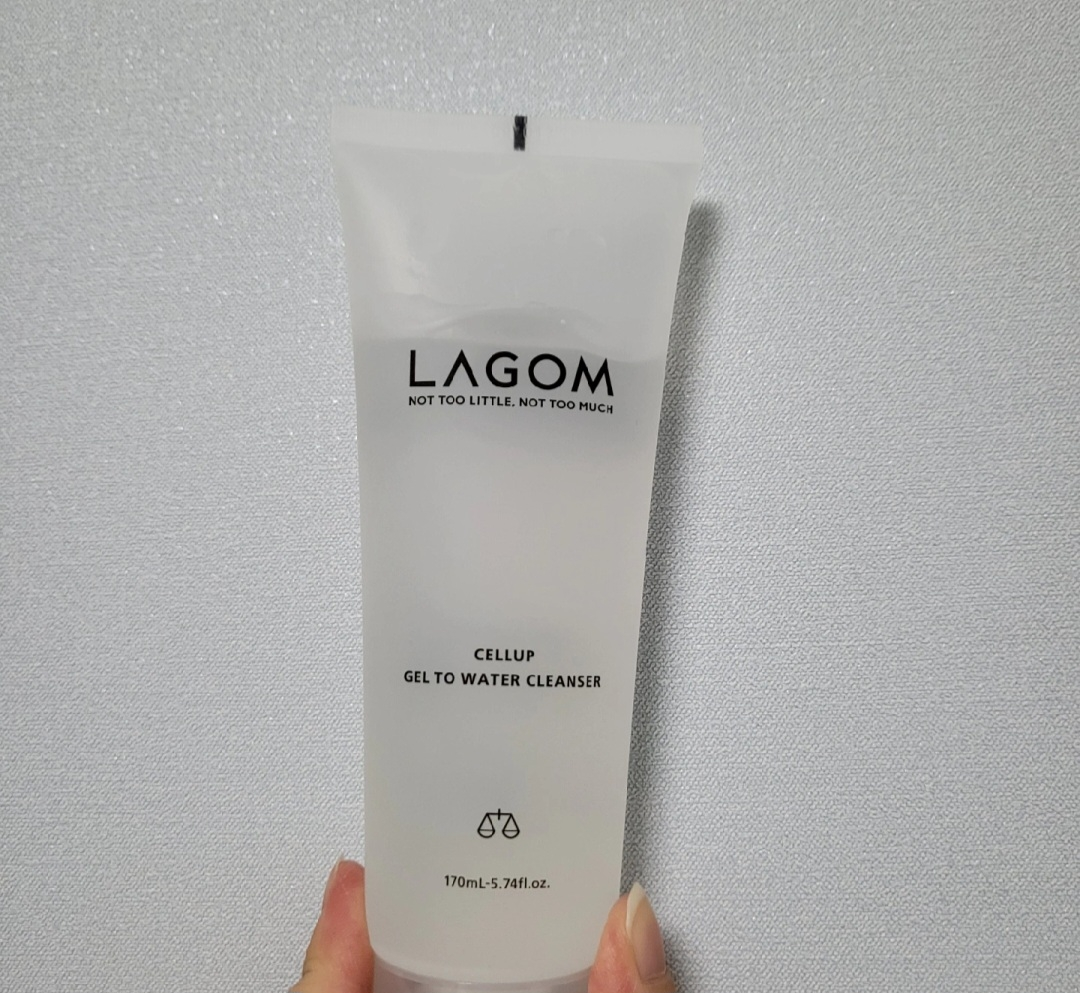 LAGOM
NOT TOO LITTLE. NOT TOO MUCH
CELLUP
GEL TO WATER CLEANSER
170mL-5.74fl.oz.